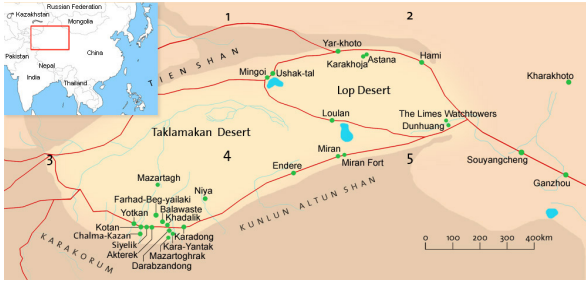 Russian Federation
Kazakhstan
Mongolia
China
Pakistan
Nepal
India
Thailand
1
2
TIEN SHAN
Yar-khoto
Karakhoja
Astana
Hami
Mingoi
Ushak-tal
Lop Desert
Kharakhoto
Loulan
The Limes Watchtowers
Dunhuang
Taklamakan Desert
3
4
5
Miran
Miran Fort
Endere
Souyangcheng
Ganzhou
Mazartagh
Niya
Farhad-Beg-yailaki
Balawaste
Khadalik
Yotkan
Kotan
Chalma-Kazan
Siyelik
Akterek
Karadong
Kara-Yantak
Mazartoghrak
Darabzandong
KARAKORUM
KUNLUN ALTUN SHAN
0 100 200 300 400km